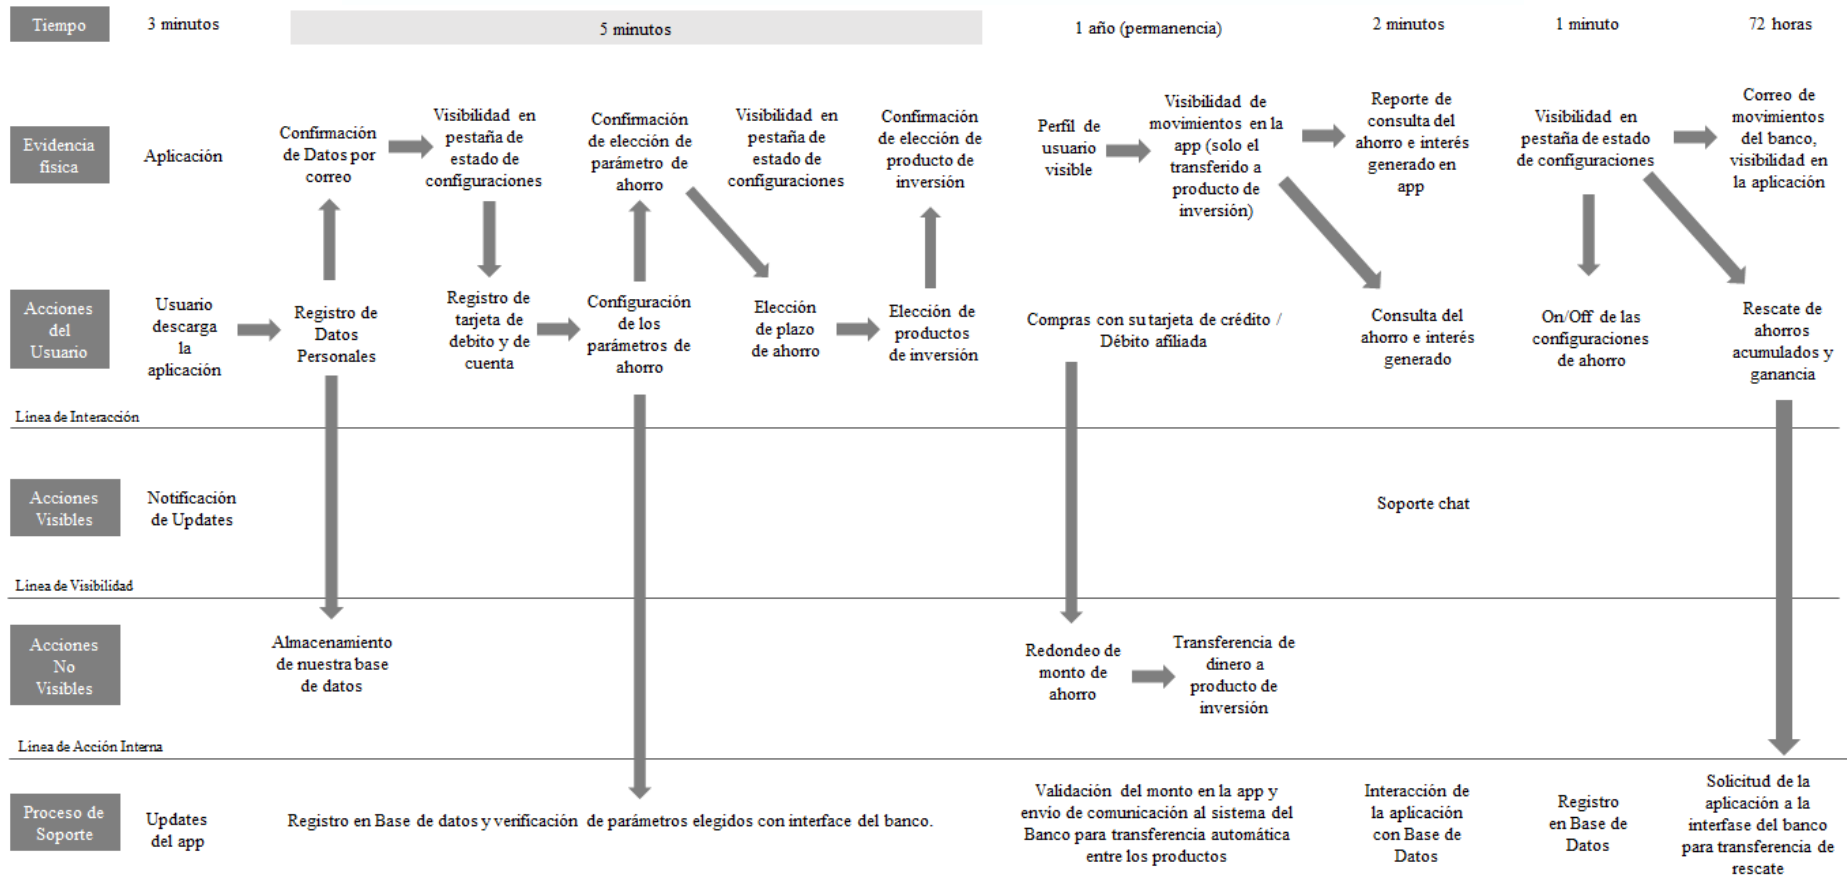 Tiempo
3 minutos
5 minutos
1 año (permanencia)
2 minutos
1 minuto
72 horas
Evidencia
física
Aplicación
Confirmación
de Datos por
correo
Visibilidad en
pestaña de
estado de
configuraciones
Confirmación
de elección de
parámetro de
ahorro
Visibilidad en
pestaña de
estado de
configuraciones
Confirmación
de elección de
producto de
inversión
Perfil de
usuario
visible
Visibilidad de
movimientos en la
app (solo el
transferido a
producto de
inversión)
Reporte de
consulta del
ahorro e interés
generado en
app
Visibilidad en
pestaña de estado
de configuraciones
Correo de
movimientos
del banco,
visibilidad en
la aplicación
Acciones
del
Usuario
Usuario
descarga
la
aplicación
Registro de
Datos
Personales
Registro de
tarjeta de
debito y de
cuenta
Configuración
de los
parámetros de
ahorro
Elección
de plazo
de ahorro
Elección de
productos
de inversión
Compras con su tarjeta de crédito /
Débito afiliada
Consulta del
ahorro e interés
generado
On/Off de las
configuraciones
de ahorro
Rescate de
ahorros
acumulados y
ganancia
Línea de Interacción
Acciones
Visibles
Notificación
de Updates
Soporte chat
Línea de Visibilidad
Acciones
No
Visibles
Almacenamiento
de nuestra base
de datos
Redondeo de
monto de
ahorro
Transferencia de
dinero a
producto de
inversión
Línea de Acción Interna
Proceso de
Soporte
Updates
del app
Registro en Base de datos y verificación de parámetros elegidos con interface del banco.
Validación del monto en la app y
envío de comunicación al sistema del
Banco para transferencia automática
entre los productos
Interacción de
la aplicación
con Base de
Datos
Registro
en Base de
Datos
Solicitud de la
aplicación a la
interfase del banco
para transferencia de
rescate